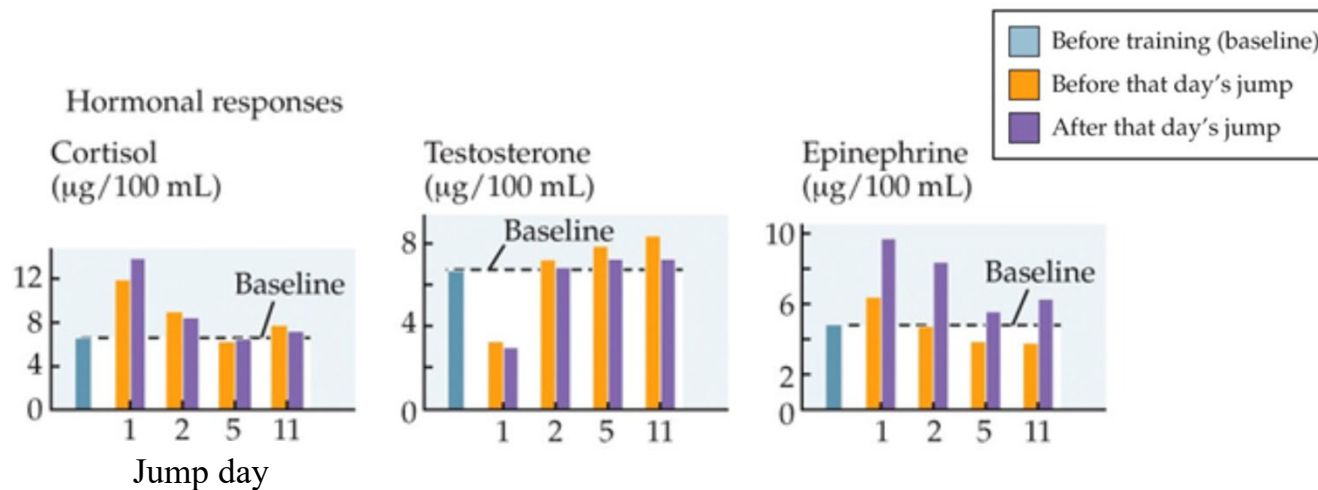 Before training (baseline)
Before that day's jump
After that day's jump
Hormonal responses
Cortisol
(μg/100 mL)
12
8
4
0
Baseline
1 2 5 11
Jump day
Testosterone
(μg/100 mL)
8
4
0
Baseline
1 2 5 11
Epinephrine
(μg/100 mL)
10
6
2
0
Baseline
1 2 5 11